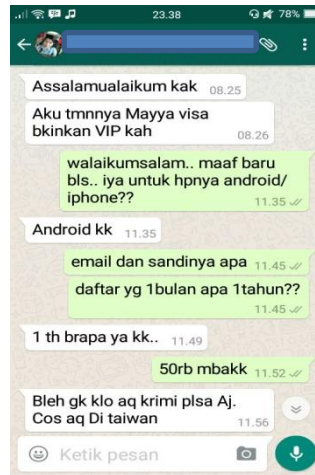 23.38
78%
Assalamualaikum kak 08.25
Aku tmnnya Mayya visa
bkinkan VIP kah
08.26
walaikumsalam.. maaf baru
bls.. iya untuk hpnya android/
iphone??
11.35
Android kk 11.35
email dan sandinya apa 11.45
daftar yg 1bulan apa 1tahun??
11.45
1 th brapa ya kk.. 11.49
50rb mbakk 11.52
Bleh gk klo aq krimi plsa Aj.
Cos aq Di taiwan
11.56
Ketik pesan